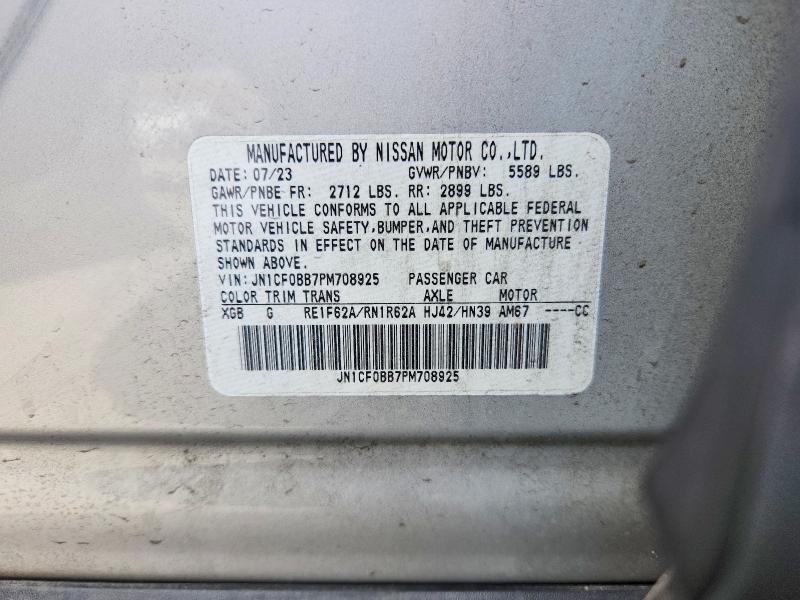 MANUFACTURED BY NISSAN MOTOR CO.,LTD.
DATE: 07/23 GVWR/PNBV: 5589 LBS.
GAWR/PNBE FR: 2712 LBS. RR: 2899 LBS.
THIS VEHICLE CONFORMS TO ALL APPLICABLE FEDERAL
MOTOR VEHICLE SAFETY,BUMPER,AND THEFT PREVENTION
STANDARDS IN EFFECT ON THE DATE OF MANUFACTURE
SHOWN ABOVE.
VIN: JN1CF0BB7PM708925 PASSENGER CAR
COLOR TRIM TRANS AXLE MOTOR
XGB G RE1F62A/RN1R62A HJ42/HN39 AM67 ----CC
JN1CF0BB7PM708925